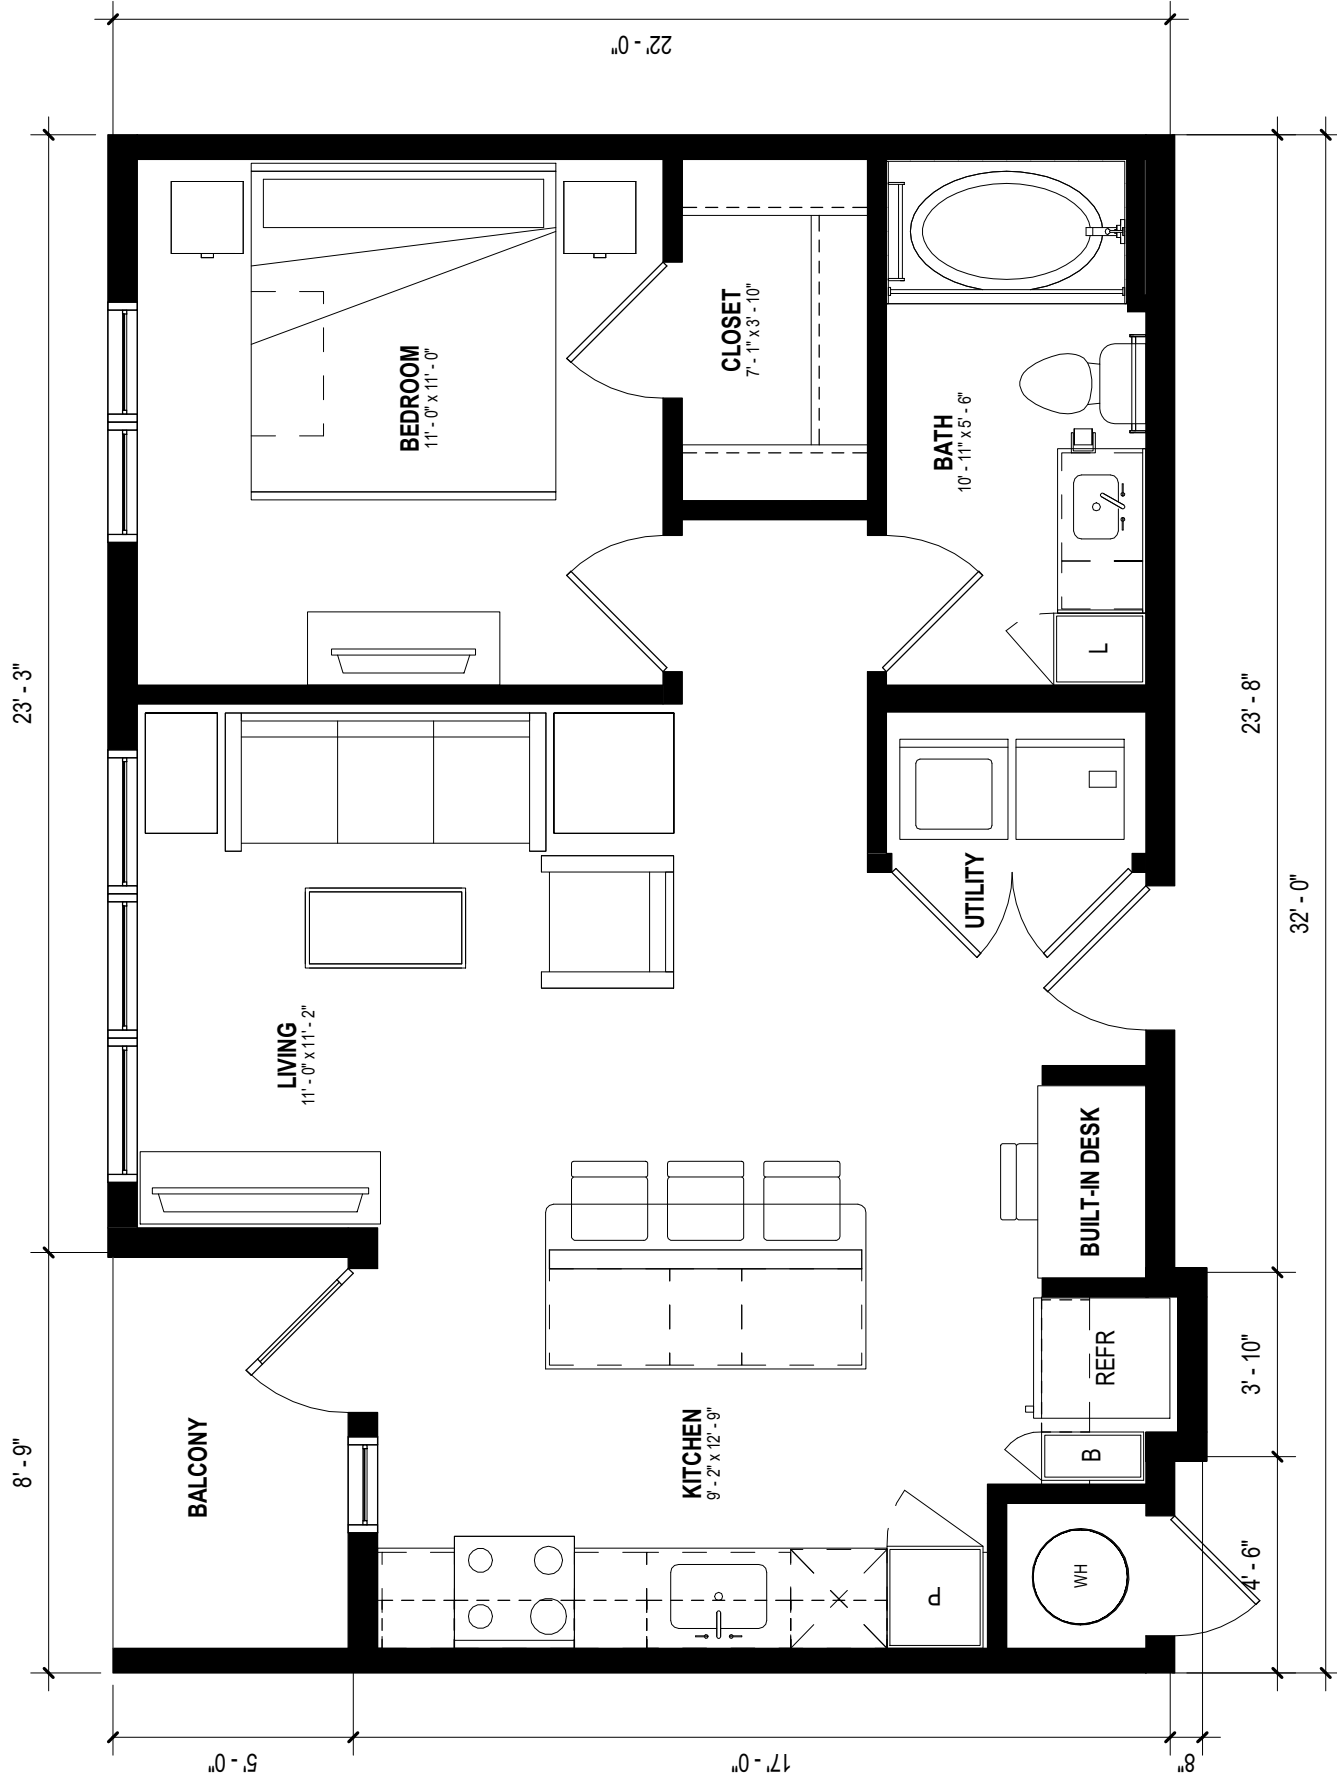 22' - 0"
23' - 3"
8' - 9"
BEDROOM
11' - 0" x 11' - 0"
CLOSET
7' - 1" x 3' - 10"
BATH
10' - 11" x 5' - 6"
L
LIVING
11' - 0" x 11' - 2"
UTILITY
BUILT-IN DESK
BALCONY
KITCHEN
9' - 2" x 12' - 9"
REFR
B
P
WH
23' - 8"
32' - 0"
3' - 10"
4' - 6"
5' - 0"
17' - 0"
8"